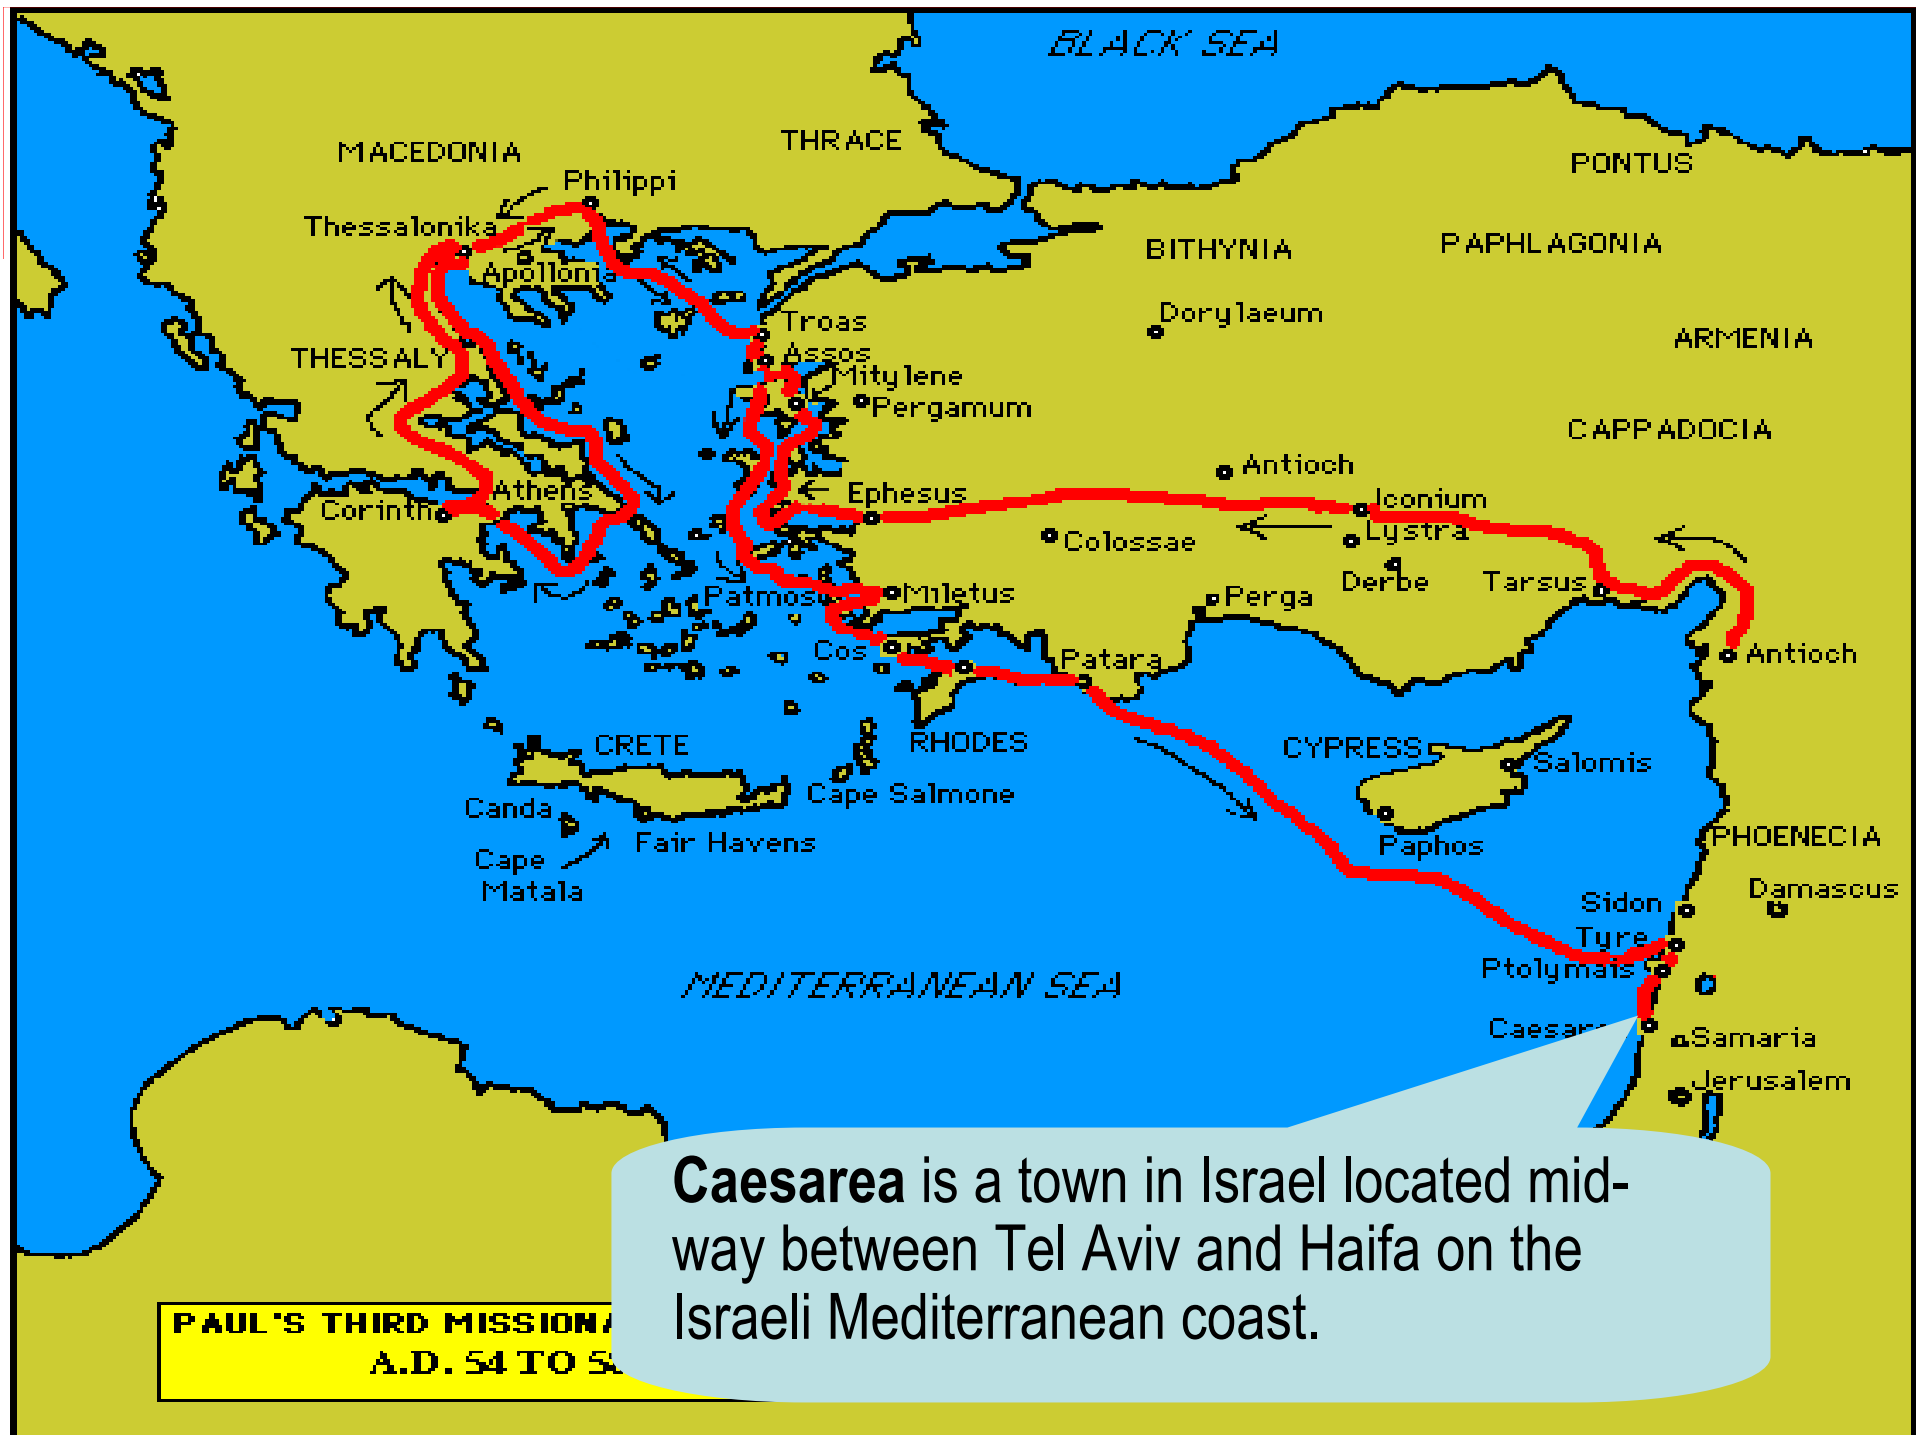 BLACK SEA
THRACE
MACEDONIA
PONTUS
Philippi
Thessalonika
BITHYNIA
PAPHLAGONIA
Apollonia
Dorylaeum
Troas
ARMENIA
Assos
THESSALY
Mitylene
Pergamum
CAPPADOCIA
Antioch
Athens
Ephesus
Iconium
Corinth
Lystra
Colossae
Derbe
Tarsus
Patmos
Miletus
Perga
Cos
Patara
Antioch
CRETE
RHODES
CYPRESS
Salomis
Canda
Cape Salmone
Fair Havens
PHOENECIA
Paphos
Cape
Matala
Damascus
Sidon
Tyre
Ptolymais
MEDITERRANEAN SEA
Caesar
Samaria
Jerusalem
Caesarea is a town in Israel located mid-
way between Tel Aviv and Haifa on the
Israeli Mediterranean coast.
PAUL'S THIRD MISSIONA
A.D. 54 TO 5